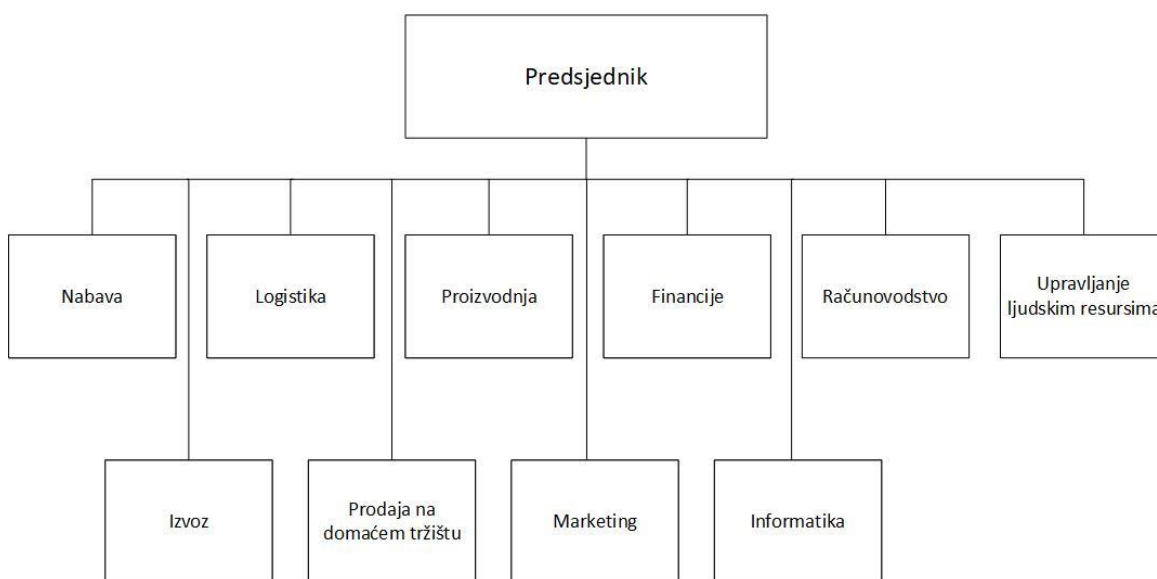 Predsjednik
Nabava
Logistika
Proizvodnja
Financije
Računovodstvo
Upravljanje
ljudskim resursima
Izvoz
Prodaja na
domaćem tržištu
Marketing
Informatika